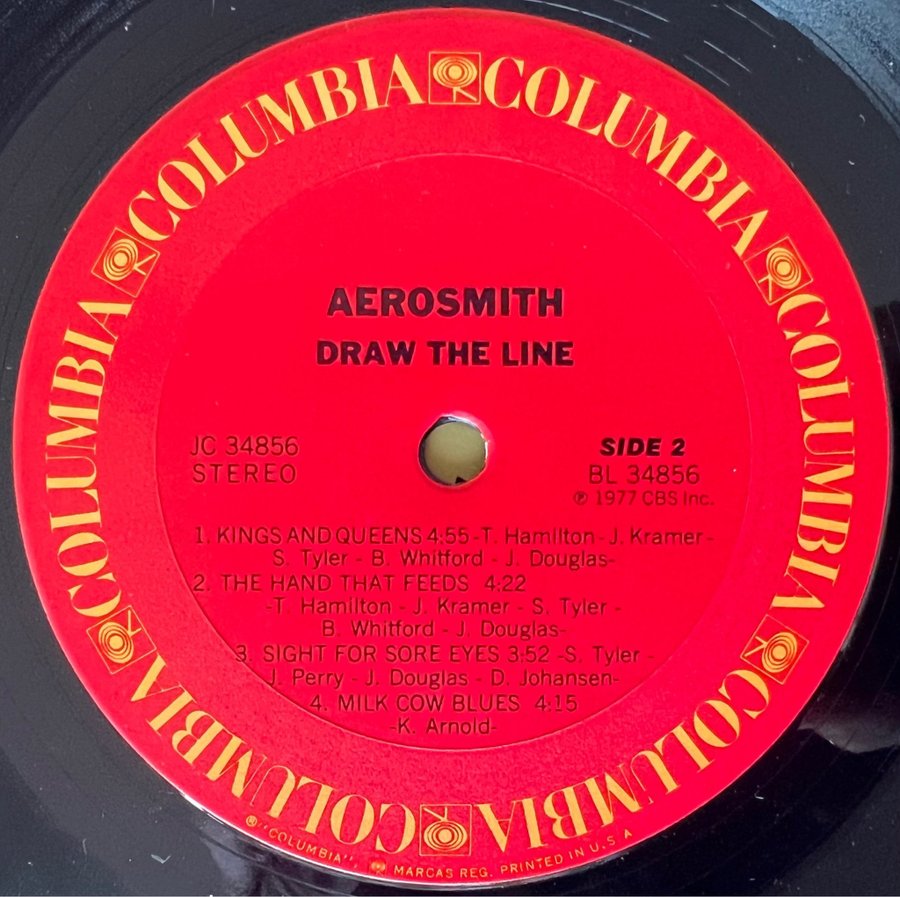 COLUMBIA COLUMBIA COLUMBIA COLUMBIA COLUMBIA COLUMBIA
AEROSMITH
DRAW THE LINE
JC 34856
STEREO
SIDE 2
BL 34856
℗ 1977 CBS Inc.
1. KINGS AND QUEENS 4:55 -T. Hamilton- J. Kramer-
S. Tyler - B. Whitford - J. Douglas-
2. THE HAND THAT FEEDS 4:22
-T. Hamilton - J. Kramer - S. Tyler -
B. Whitford - J. Douglas-
3. SIGHT FOR SORE EYES 3:52 -S. Tyler -
J. Perry - J. Douglas - D. Johansen-
4. MILK COW BLUES 4:15
-K. Arnold-
® "COLUMBIA", MARCAS REG. PRINTED IN U.S.A